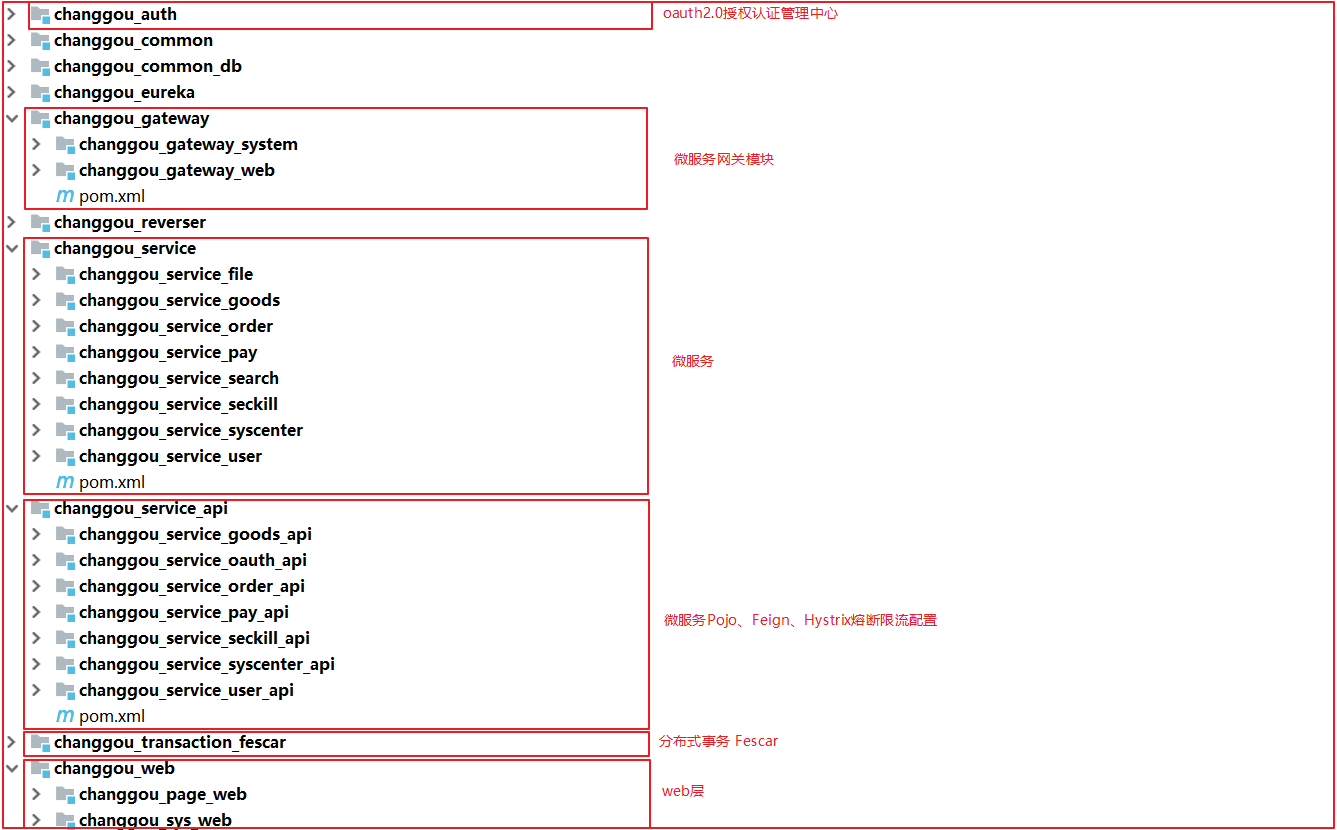 changgou_auth
oauth2.0授权认证管理中心
changgou_common
changgou_common_db
changgou_eureka
changgou_gateway
changgou_gateway_system
微服务网关模块
changgou_gateway_web
pom.xml
changgou_reverser
changgou_service
changgou_service_file
changgou_service_goods
changgou_service_order
changgou_service_pay
微服务
changgou_service_search
changgou_service_seckill
changgou_service_syscenter
changgou_service_user
pom.xml
changgou_service_api
changgou_service_goods_api
changgou_service_oauth_api
changgou_service_order_api
changgou_service_pay_api
微服务Pojo、Feign、Hystrix熔断限流配置
changgou_service_seckill_api
changgou_service_syscenter_api
changgou_service_user_api
pom.xml
changgou_transaction_fescar
分布式事务 Fescar
changgou_web
web层
changgou_page_web
changgou_sys_web